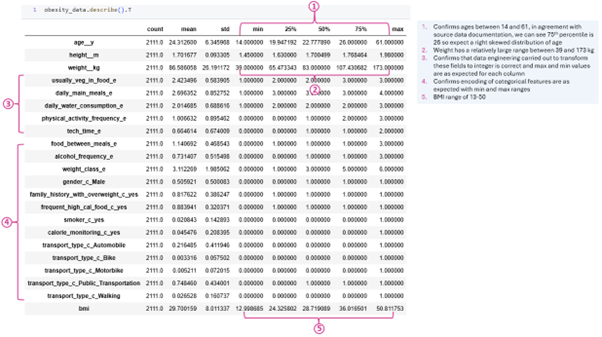 1 obesity_data.describe().T
1
count mean std min 25% 50% 75% max
age__y 2111.0 24.312600 6.345968 14.000000 19.947192 22.777890 26.000000 61.000000
height__m 2111.0 1.701677 0.093305 1.450000 1.630000 1.700499 1.768464 1.980000
weight__kg 2111.0 86.586058 26.191172 39.000000 65.473343 83.000000 107.430682 173.000000
2
usually_veg_in_food_e 2111.0 2.423496 0.583905 1.000000 2.000000 2.000000 3.000000 3.000000
daily_main_meals_e 2111.0 2.696352 0.852752 1.000000 3.000000 3.000000 4.000000
daily_water_consumption_e 2111.0 2.014685 0.688616 1.000000 2.000000 2.000000 2.000000 3.000000
physical_activity_frequency_e 2111.0 1.006632 0.895462 0.000000 0.000000 1.000000 2.000000 3.000000
tech_time_e 2111.0 0.664614 0.674009 0.000000 0.000000 1.000000 1.000000 2.000000
3
food_between_meals_e 2111.0 1.140692 0.468543 0.000000 1.000000 1.000000 1.000000 3.000000
alcohol_frequency_e 2111.0 0.731407 0.515498 0.000000 0.000000 1.000000 1.000000 3.000000
weight_class_e 2111.0 3.112269 1.985062 0.000000 1.000000 3.000000 5.000000 6.000000
gender_c_Male 2111.0 0.505921 0.500083 0.000000 0.000000 1.000000 1.000000 1.000000
family_history_with_overweight_c_yes 2111.0 0.817622 0.386247 0.000000 1.000000 1.000000 1.000000 1.000000
frequent_high_cal_food_c_yes 2111.0 0.883941 0.320371 0.000000 1.000000 1.000000 1.000000 1.000000
smoker_c_yes 2111.0 0.020843 0.142893 0.000000 0.000000 0.000000 0.000000 1.000000
calorie_monitoring_c_yes 2111.0 0.045476 0.208395 0.000000 0.000000 0.000000 0.000000 1.000000
transport_type_c_Automobile 2111.0 0.216485 0.411946 0.000000 0.000000 0.000000 0.000000 1.000000
transport_type_c_Bike 2111.0 0.003316 0.057502 0.000000 0.000000 0.000000 0.000000 1.000000
transport_type_c_Motorbike 2111.0 0.005211 0.072015 0.000000 0.000000 0.000000 0.000000 1.000000
transport_type_c_Public_Transportation 2111.0 0.748460 0.434001 0.000000 0.000000 1.000000 1.000000 1.000000
transport_type_c_Walking 2111.0 0.026528 0.160737 0.000000 0.000000 0.000000 0.000000 1.000000
4
bmi 2111.0 29.700159 8.011337 12.998685 24.325802 28.719089 36.016501 50.811753
5
1. Confirms ages between 14 and 61, in agreement with
source data documentation, we can see 75th percentile is
26 so expect a right skewed distribution of age
2. Weight has a relatively large range between 39 and 173 kg
3. Confirms that data engineering carried out to transform
these fields to integer is correct and max and min values
are as expected for each column
4. Confirms encoding of categorical features are as
expected with min and max ranges
5. BMI range of 13-50